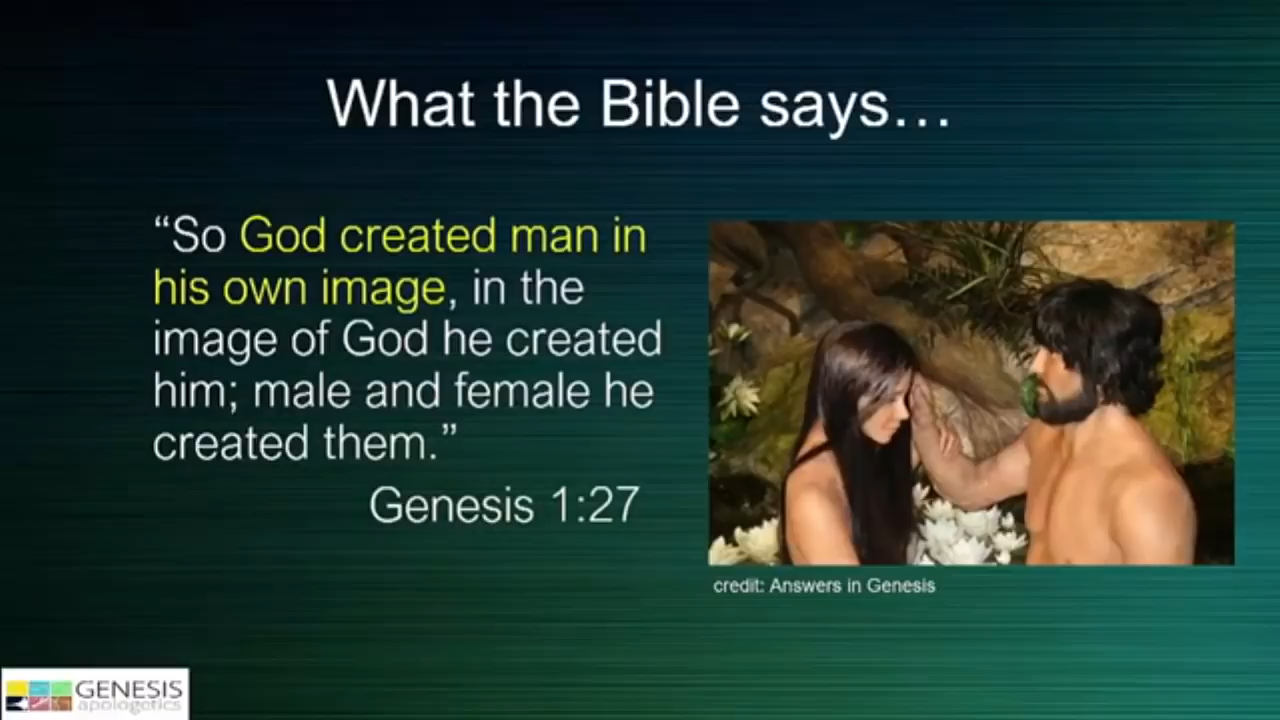 What the Bible says…
“So God created man in
his own image, in the
image of God he created
him; male and female he
created them.”
Genesis 1:27
credit: Answers in Genesis
GENESIS
apologetics